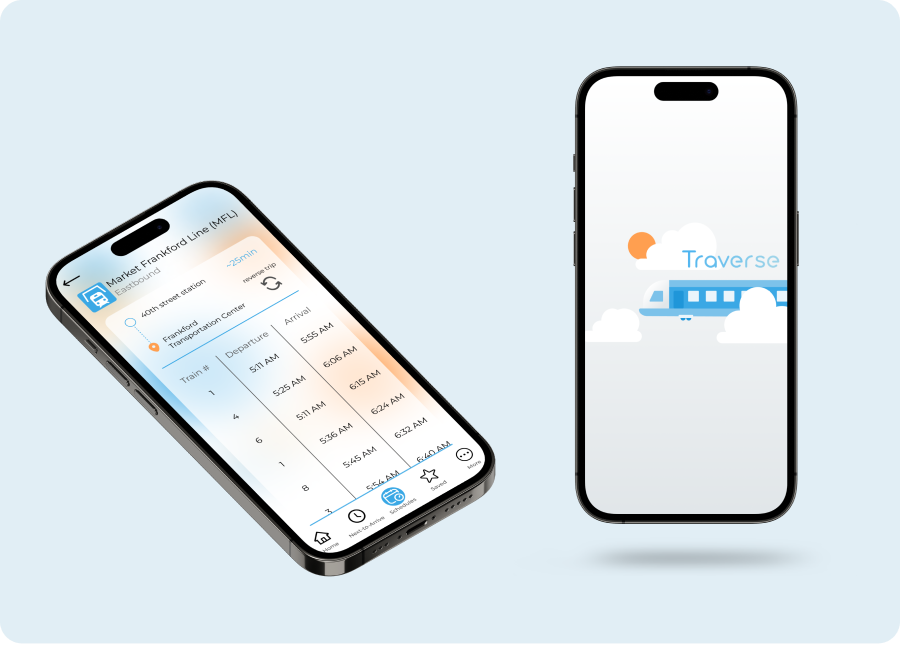 Market Frankford Line (MFL)
Eastbound
~25min
40th street station
reverse trip
Frankford
Transportation Center
Train # Departure Arrival
1 5:11 AM 5:55 AM
4 5:25 AM 6:06 AM
6 5:11 AM 6:15 AM
1 5:36 AM 6:24 AM
8 5:45 AM 6:32 AM
3 5:54 AM 6:40 AM
Home Next-to-Arrive Schedules Saved More
Traverse